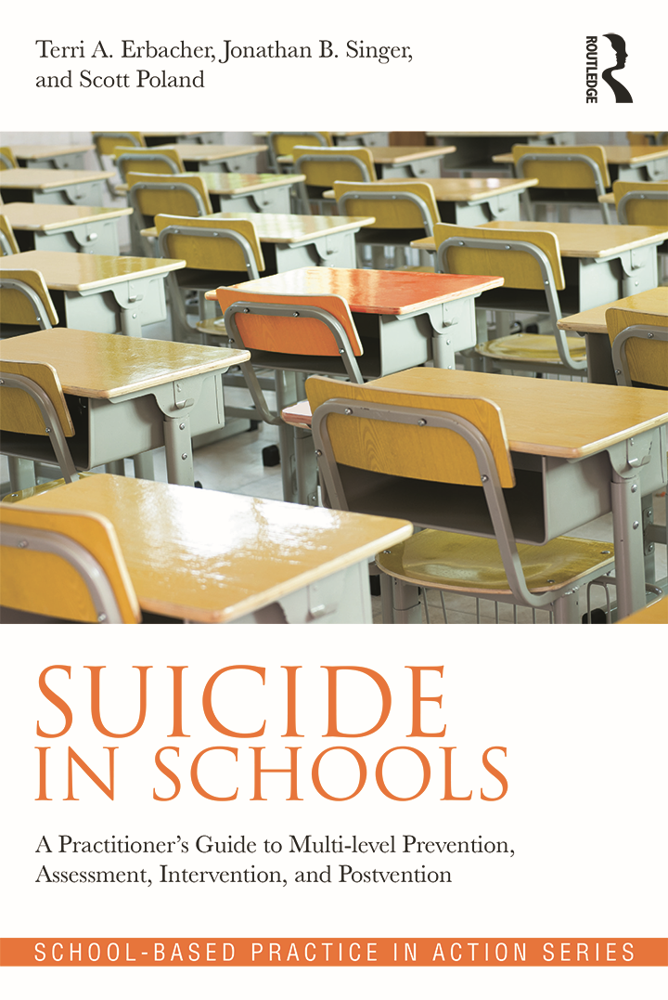 Terri A. Erbacher, Jonathan B. Singer,
and Scott Poland
ROUTLEDGE
SUICIDE
IN SCHOOLS
A Practitioner’s Guide to Multi-level Prevention,
Assessment, Intervention, and Postvention
SCHOOL-BASED PRACTICE IN ACTION SERIES